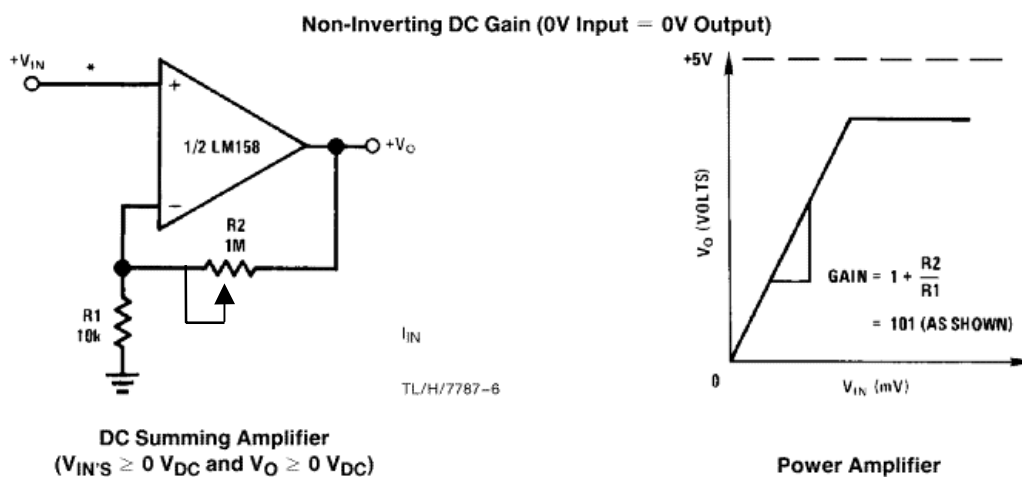 Non-Inverting DC Gain (0V Input = 0V Output)
+VIN
*
+
1/2 LM158
+VO
−
R2
1M
R1
10k
IIN
TL/H/7787–6
DC Summing Amplifier
(VIN'S ≥ 0 VDC and VO ≥ 0 VDC)
+5V
VO (VOLTS)
GAIN = 1 + R2/R1
= 101 (AS SHOWN)
0
VIN (mV)
Power Amplifier